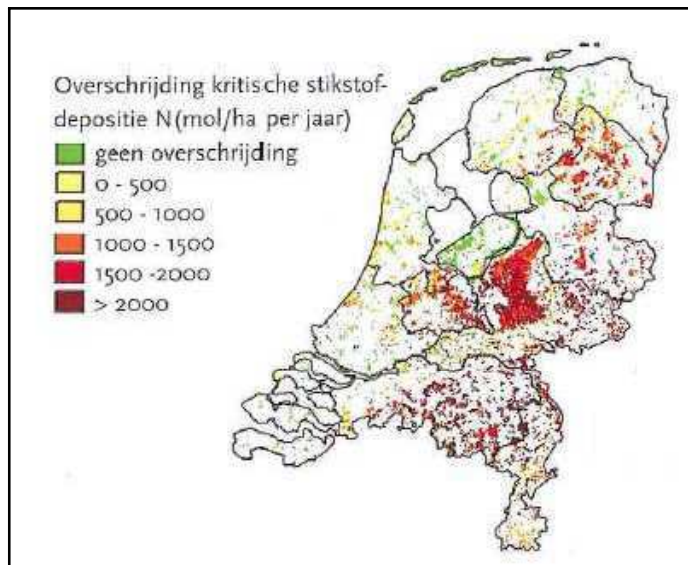 Overschrijding kritische stikstof-
depositie N (mol/ha per jaar)
geen overschrijding
0 - 500
500 - 1000
1000 - 1500
1500 -2000
> 2000